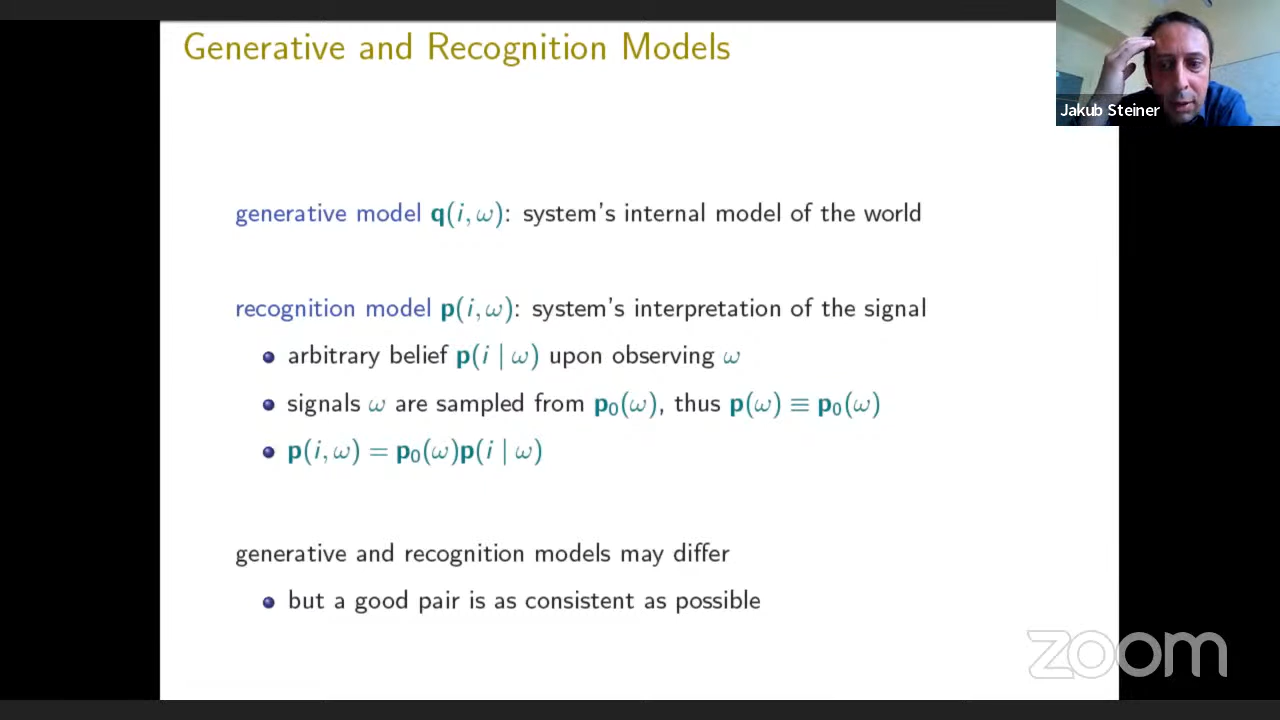 Generative and Recognition Models
Jakub Steiner
generative model q(i, ω): system's internal model of the world
recognition model p(i, ω): system's interpretation of the signal
arbitrary belief p(i | ω) upon observing ω
signals ω are sampled from p₀(ω), thus p(ω) ≡ p₀(ω)
p(i, ω) = p₀(ω)p(i | ω)
generative and recognition models may differ
but a good pair is as consistent as possible
zoom